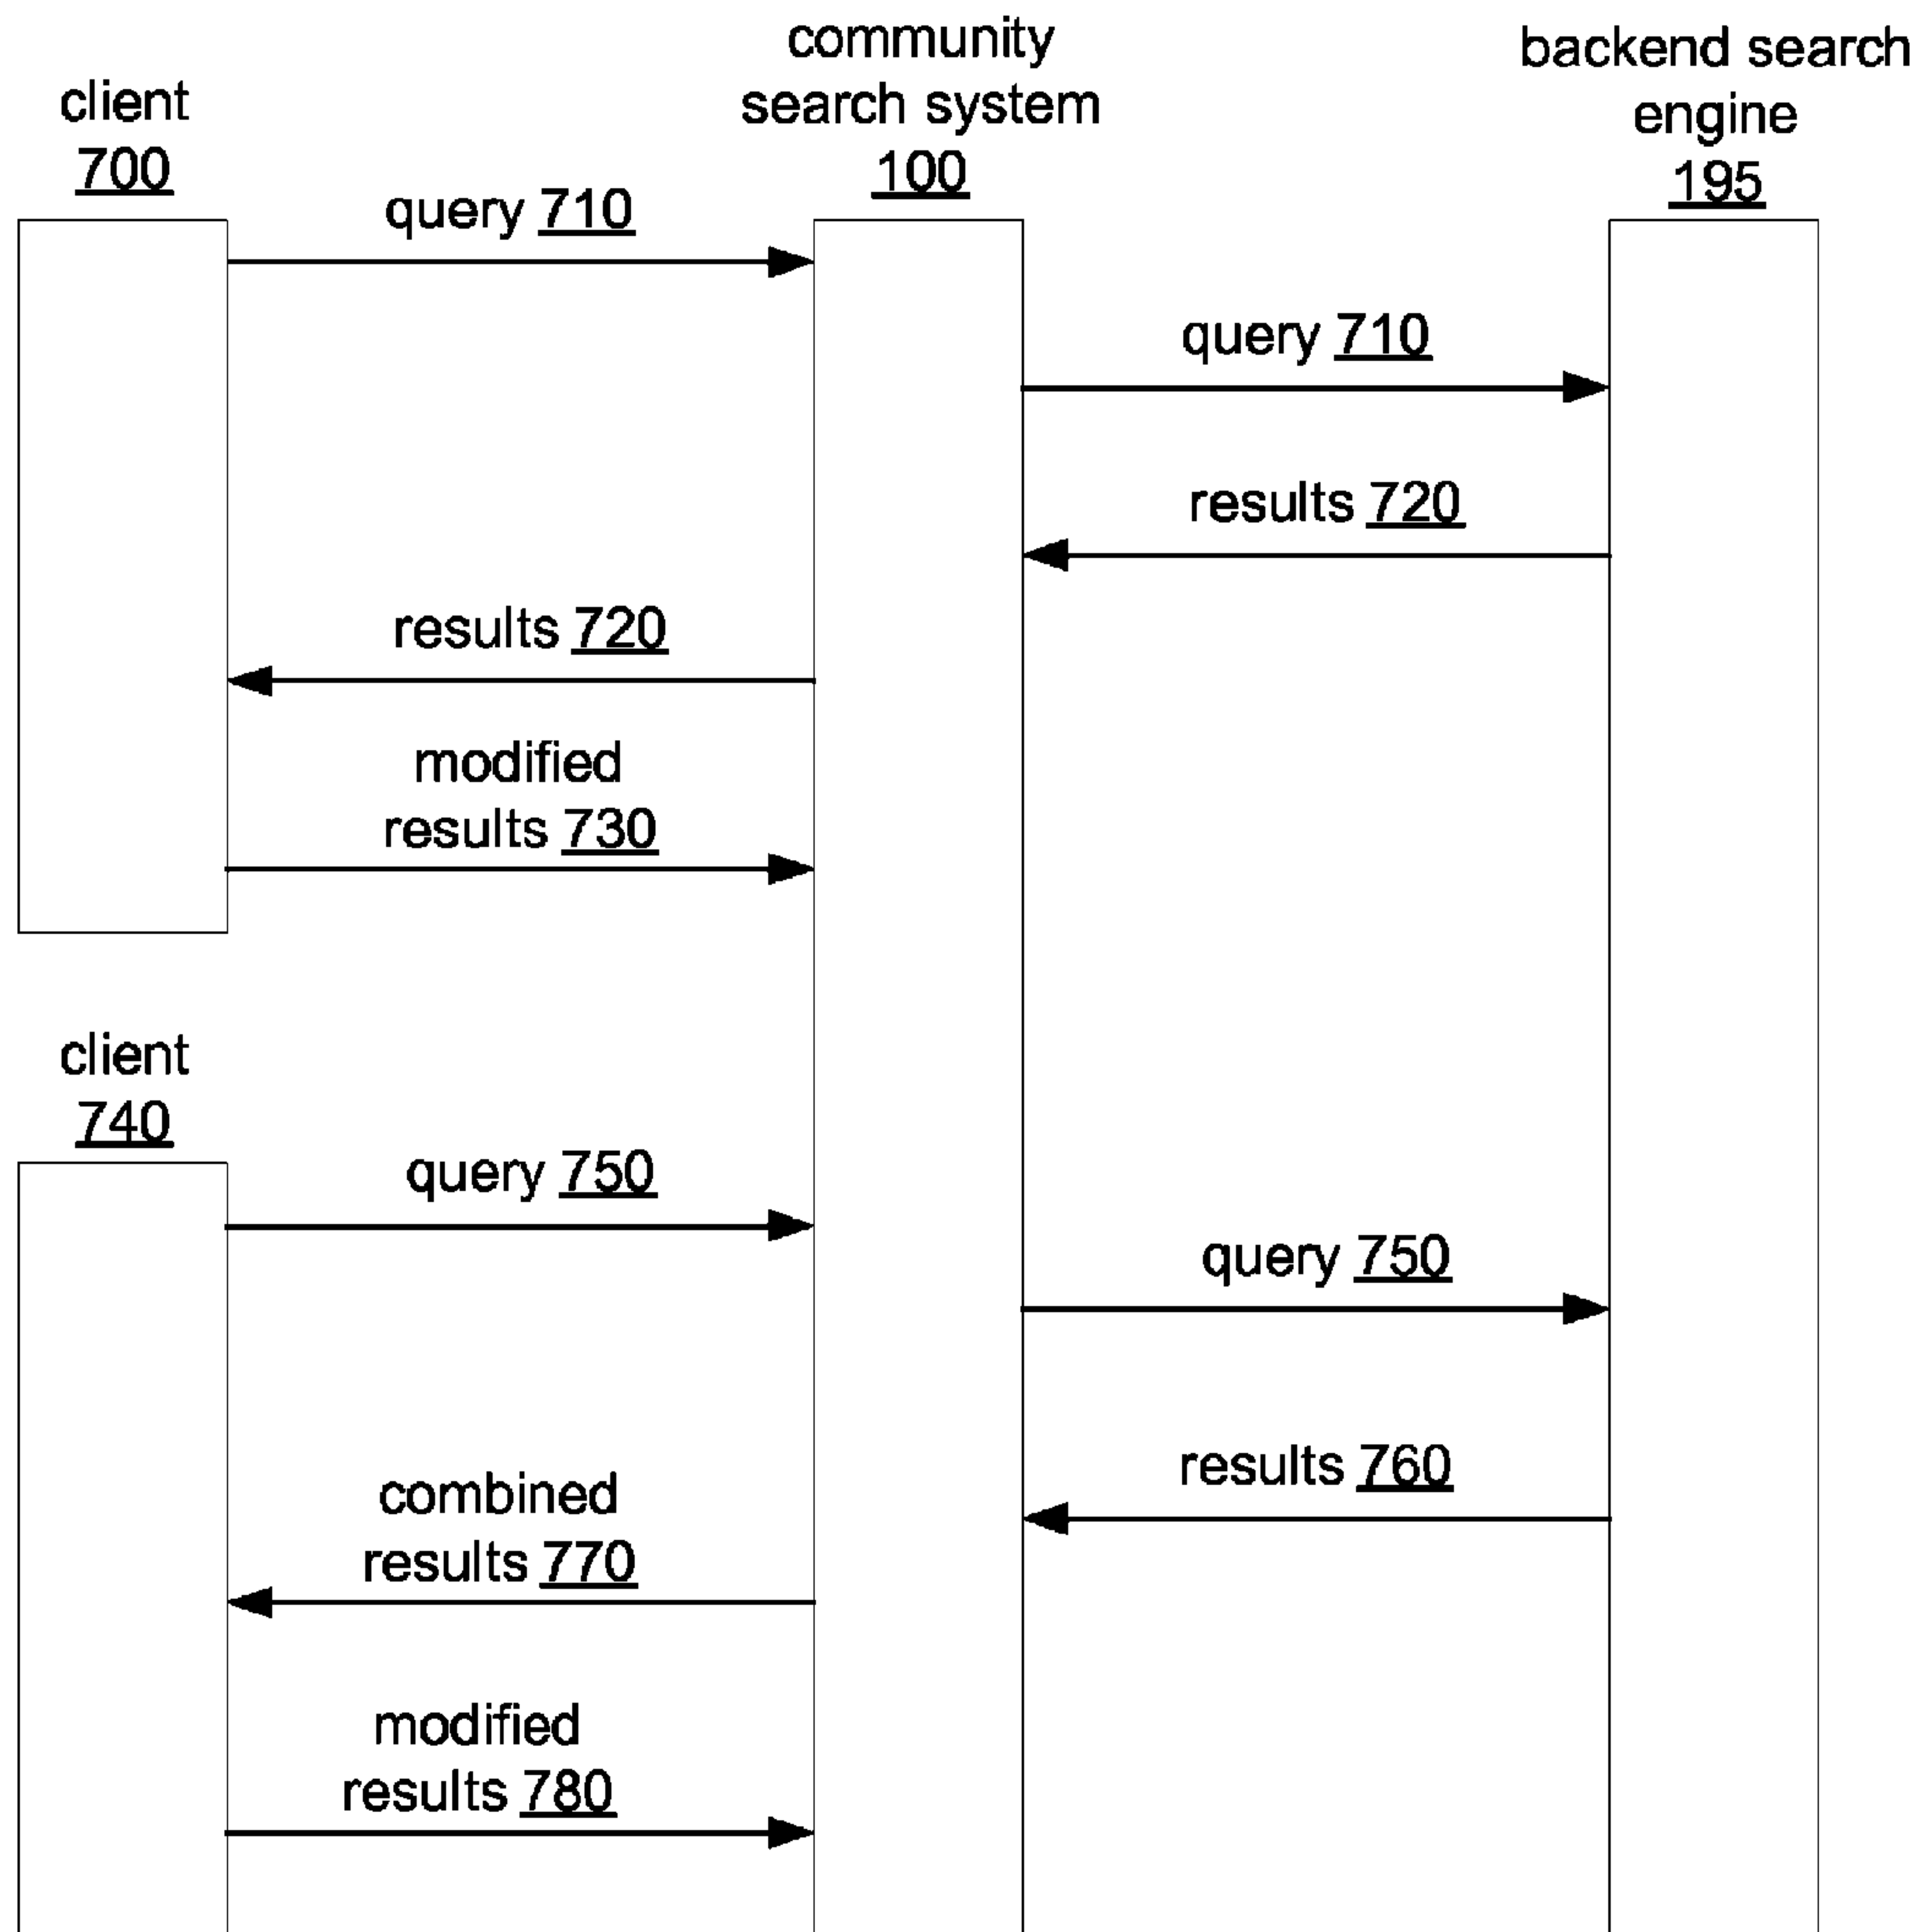 client
700
community
search system
100
backend search
engine
195
query 710
query 710
results 720
results 720
modified
results 730
client
740
query 750
query 750
results 760
combined
results 770
modified
results 780